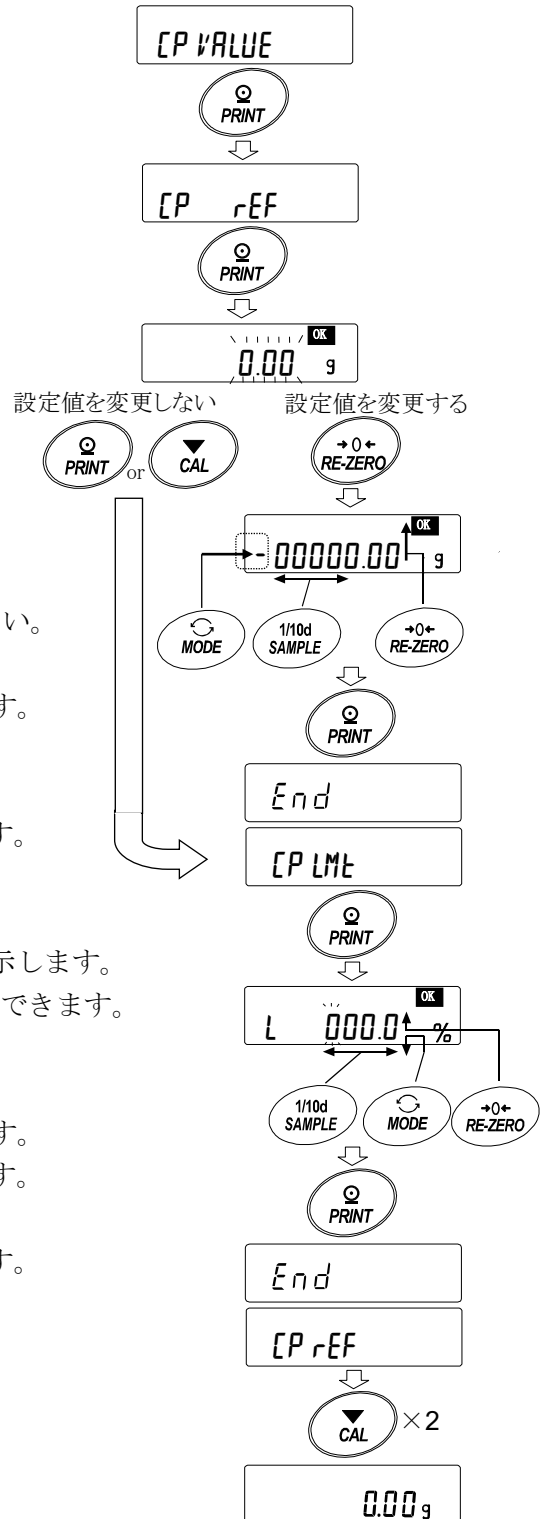 CP VALUE
PRINT
CP rEF
PRINT
OK
0.00 g
設定値を変更しない 設定値を変更する
PRINT or CAL →0← RE-ZERO
OK
- 00000.00 g
い。
MODE 1/10d SAMPLE →0← RE-ZERO
す。
PRINT
End
す。
CP LMt
PRINT
示します。
できます。
OK
L 000.0 %
1/10d SAMPLE MODE →0← RE-ZERO
す。
す。
PRINT
す。
End
CP rEF
CAL ×2
0.00 g